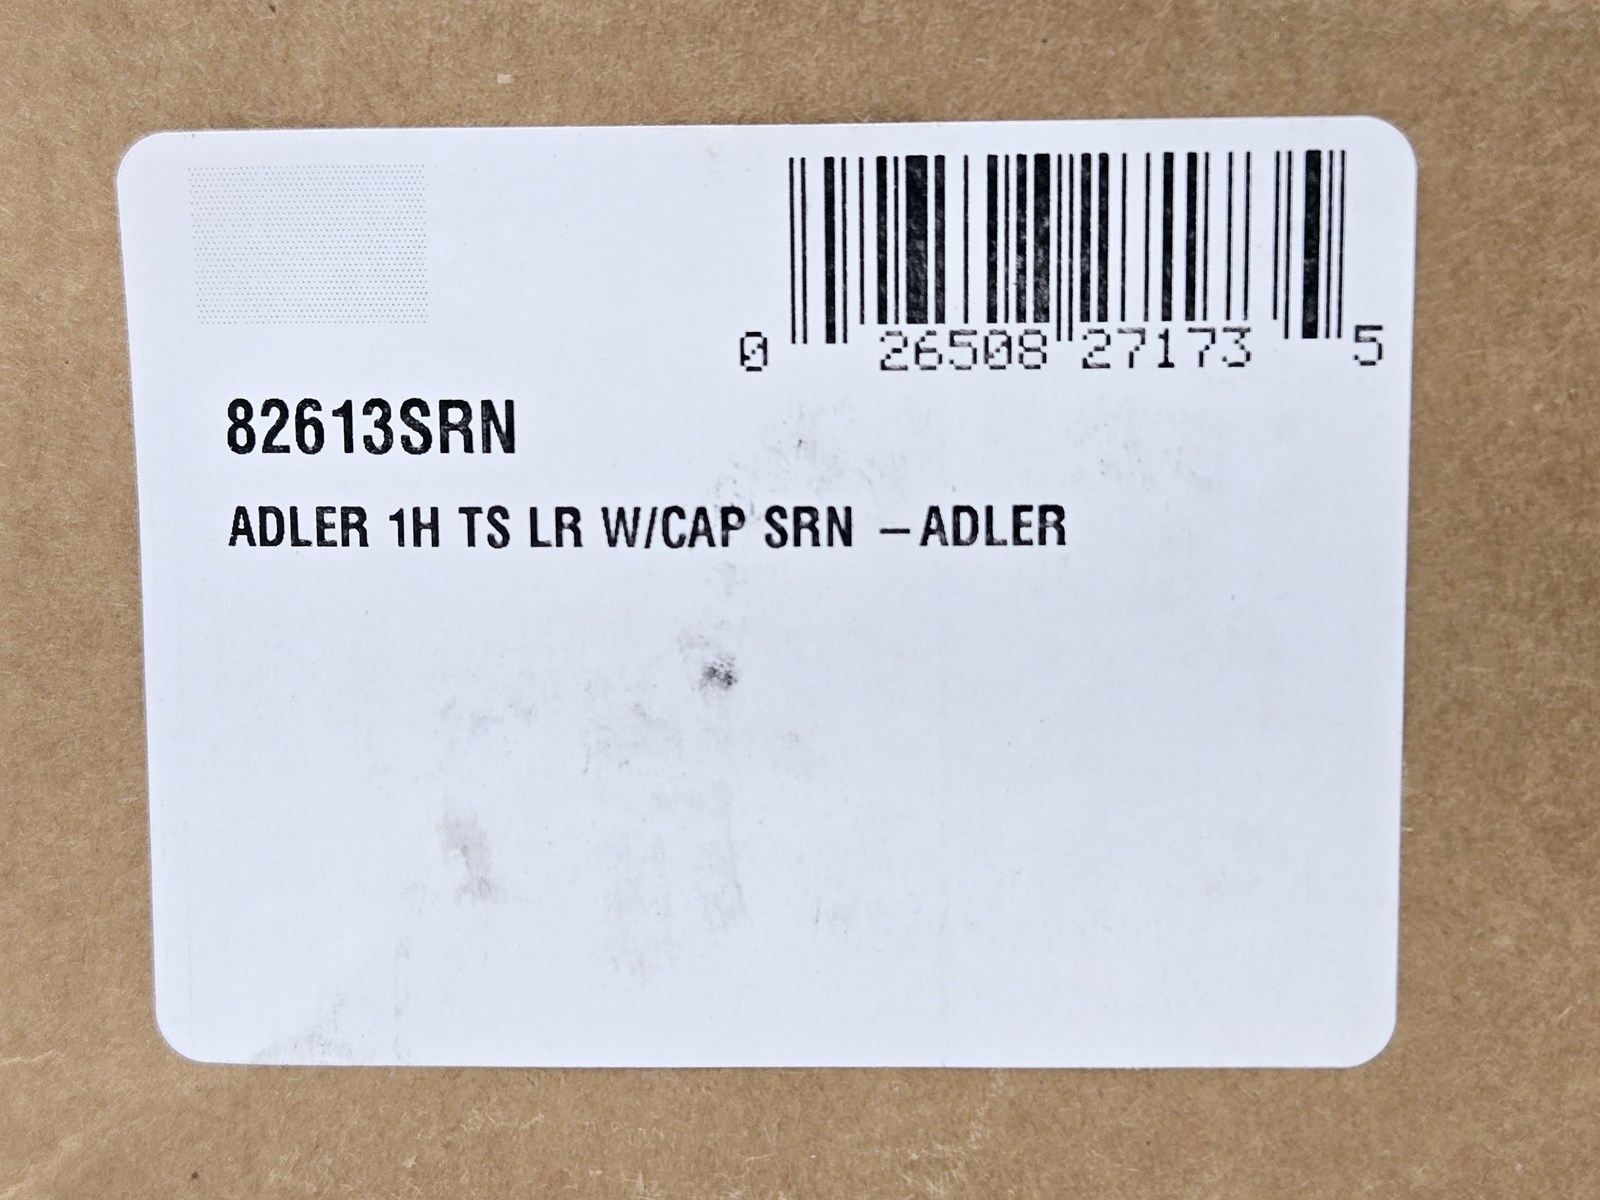 0 26508 27173 5
82613SRN
ADLER 1H TS LR W/CAP SRN –ADLER